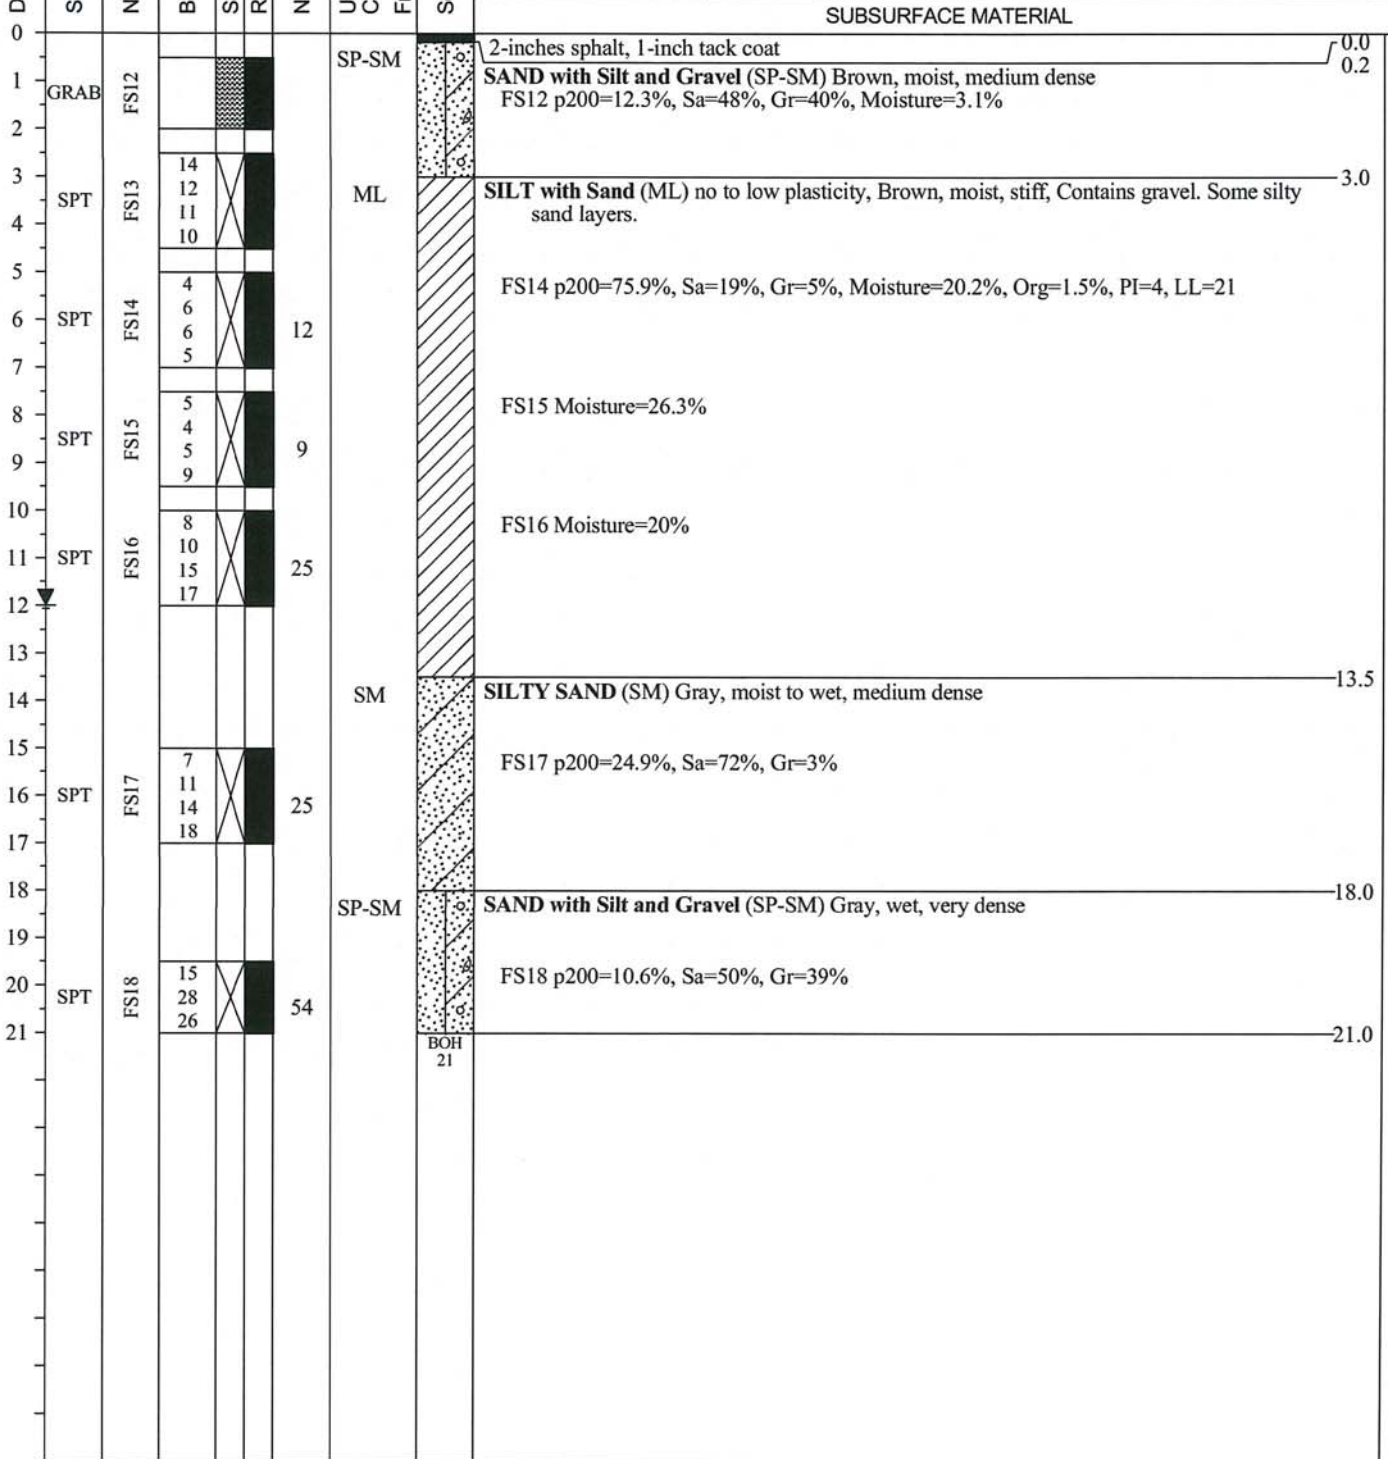 SUBSURFACE MATERIAL
0
2-inches sphalt, 1-inch tack coat
0.0
0.2
SP-SM
SAND with Silt and Gravel (SP-SM) Brown, moist, medium dense
1
GRAB
FS12
FS12 p200=12.3%, Sa=48%, Gr=40%, Moisture=3.1%
2
3
SPT
FS13
14
12
11
10
ML
SILT with Sand (ML) no to low plasticity, Brown, moist, stiff, Contains gravel. Some silty
sand layers.
3.0
4
5
FS14 p200=75.9%, Sa=19%, Gr=5%, Moisture=20.2%, Org=1.5%, PI=4, LL=21
6
SPT
FS14
4
6
6
5
12
7
8
FS15 Moisture=26.3%
SPT
FS15
5
4
5
9
9
9
10
FS16 Moisture=20%
11
SPT
FS16
8
10
15
17
25
12
13
13.5
14
SM
SILTY SAND (SM) Gray, moist to wet, medium dense
15
FS17 p200=24.9%, Sa=72%, Gr=3%
16
SPT
FS17
7
11
14
18
25
17
18
18.0
SP-SM
SAND with Silt and Gravel (SP-SM) Gray, wet, very dense
19
FS18 p200=10.6%, Sa=50%, Gr=39%
20
SPT
FS18
15
28
26
54
21
21.0
BOH
21